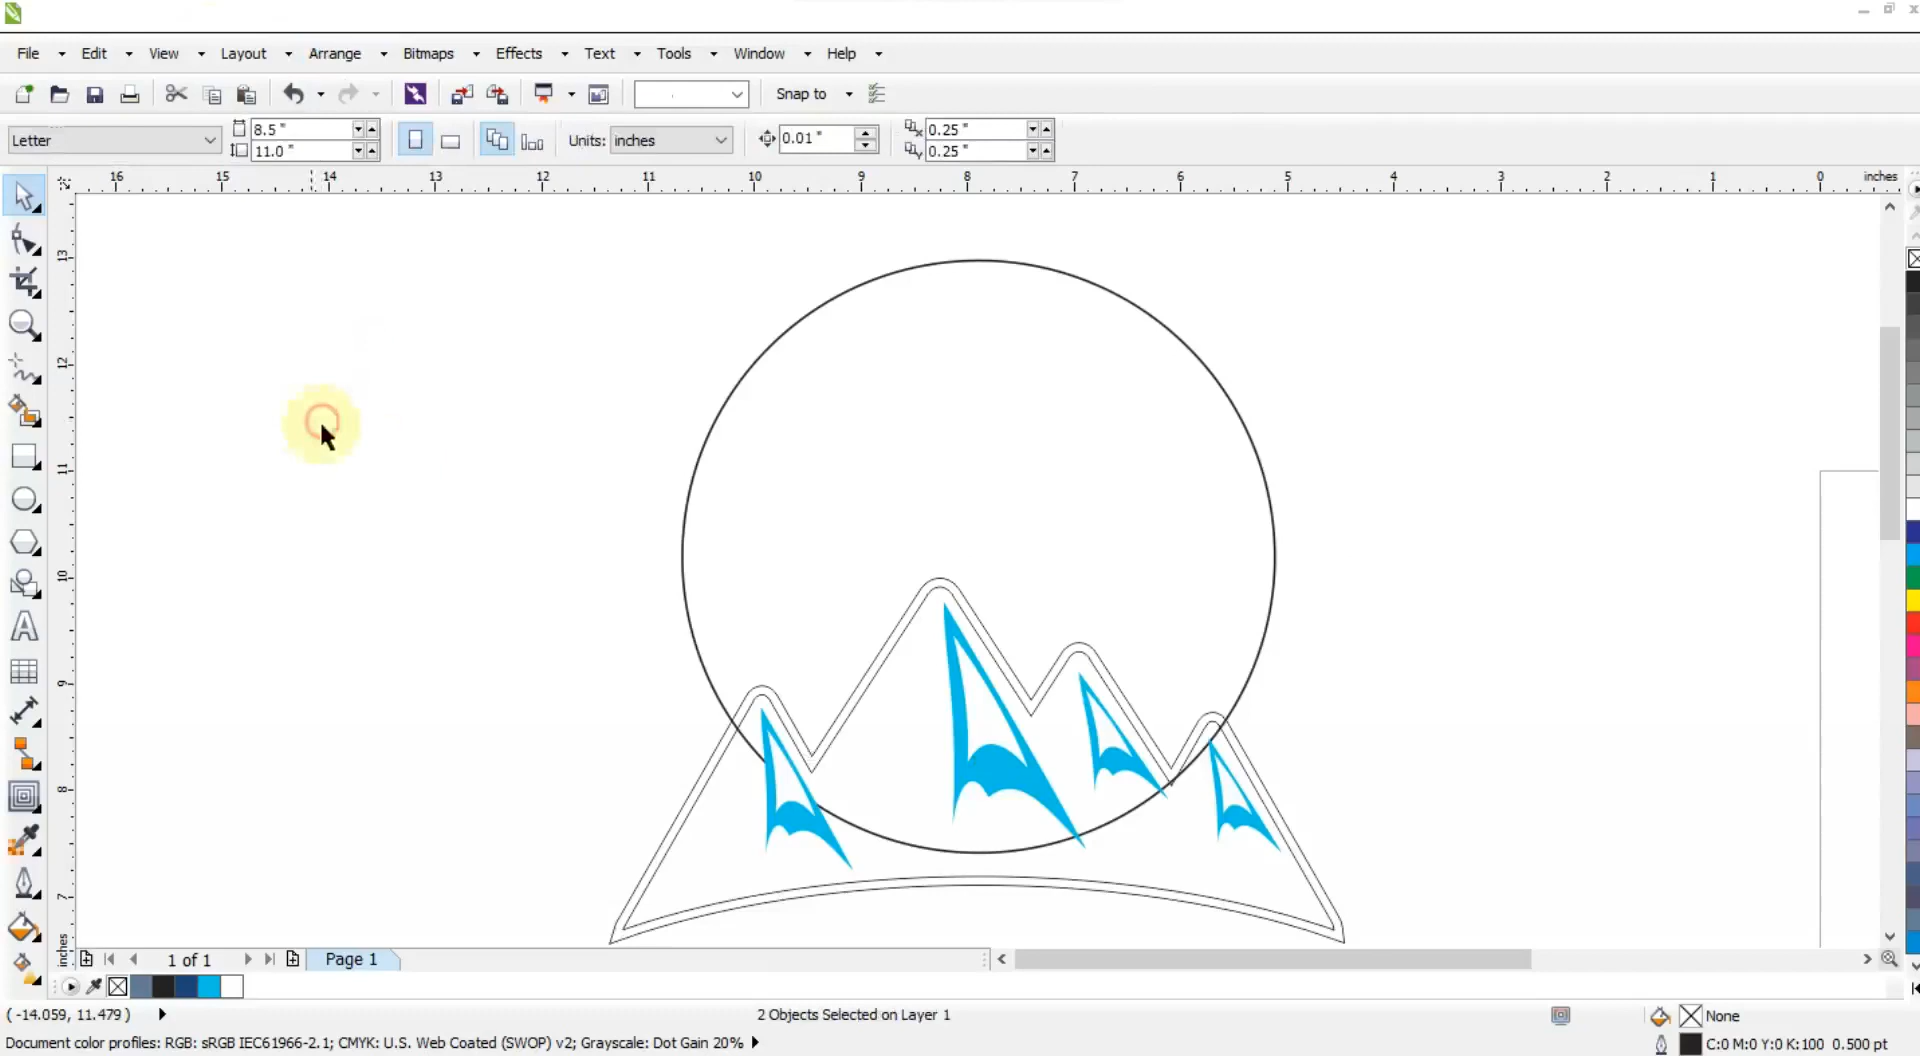 File Edit View Layout Arrange Bitmaps Effects Text Tools Window Help
Snap to
Letter 8.5 " 11.0 " Units: inches 0.01 " 0.25 " 0.25 "
16 15 14 13 12 11 10 9 8 7 6 5 4 3 2 1 0 inches
13
12
11
10
9
8
7
inches
1 of 1 Page 1
( -14.059, 11.479 ) 2 Objects Selected on Layer 1 None
Document color profiles: RGB: sRGB IEC61966-2.1; CMYK: U.S. Web Coated (SWOP) v2; Grayscale: Dot Gain 20% C:0 M:0 Y:0 K:100 0.500 pt